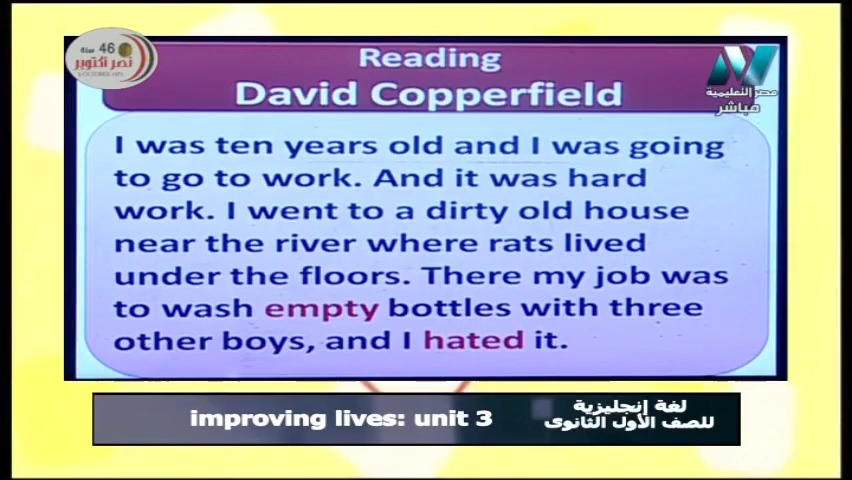 46 سنة
نصر أكتوبر
6 OCTOBER 1973
مصر التعليمية
مباشر
Reading
David Copperfield
I was ten years old and I was going
to go to work. And it was hard
work. I went to a dirty old house
near the river where rats lived
under the floors. There my job was
to wash empty bottles with three
other boys, and I hated it.
improving lives: unit 3
لغة إنجليزية
للصف الأول الثانوى